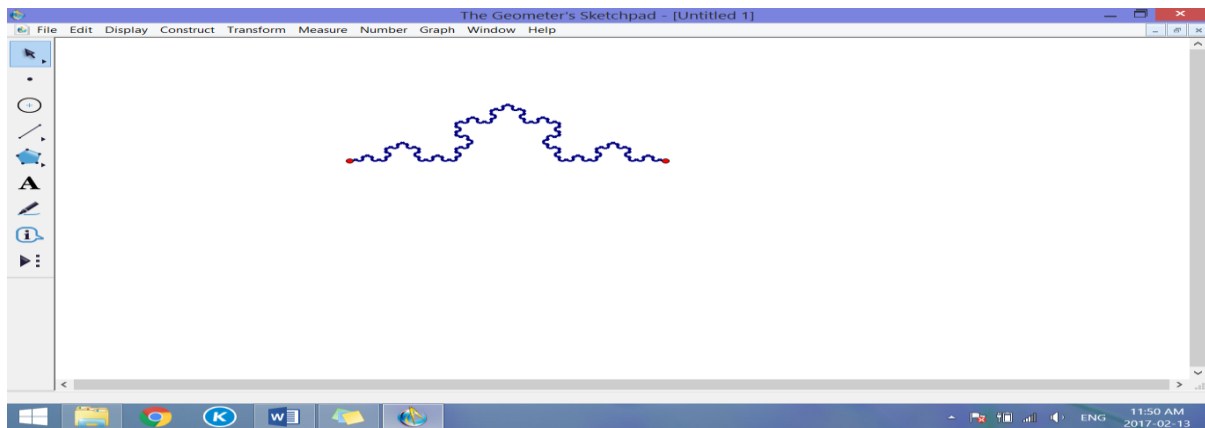 The Geometer's Sketchpad - [Untitled 1]
File Edit Display Construct Transform Measure Number Graph Window Help
A
i
K
W
ENG
11:50 AM
2017-02-13